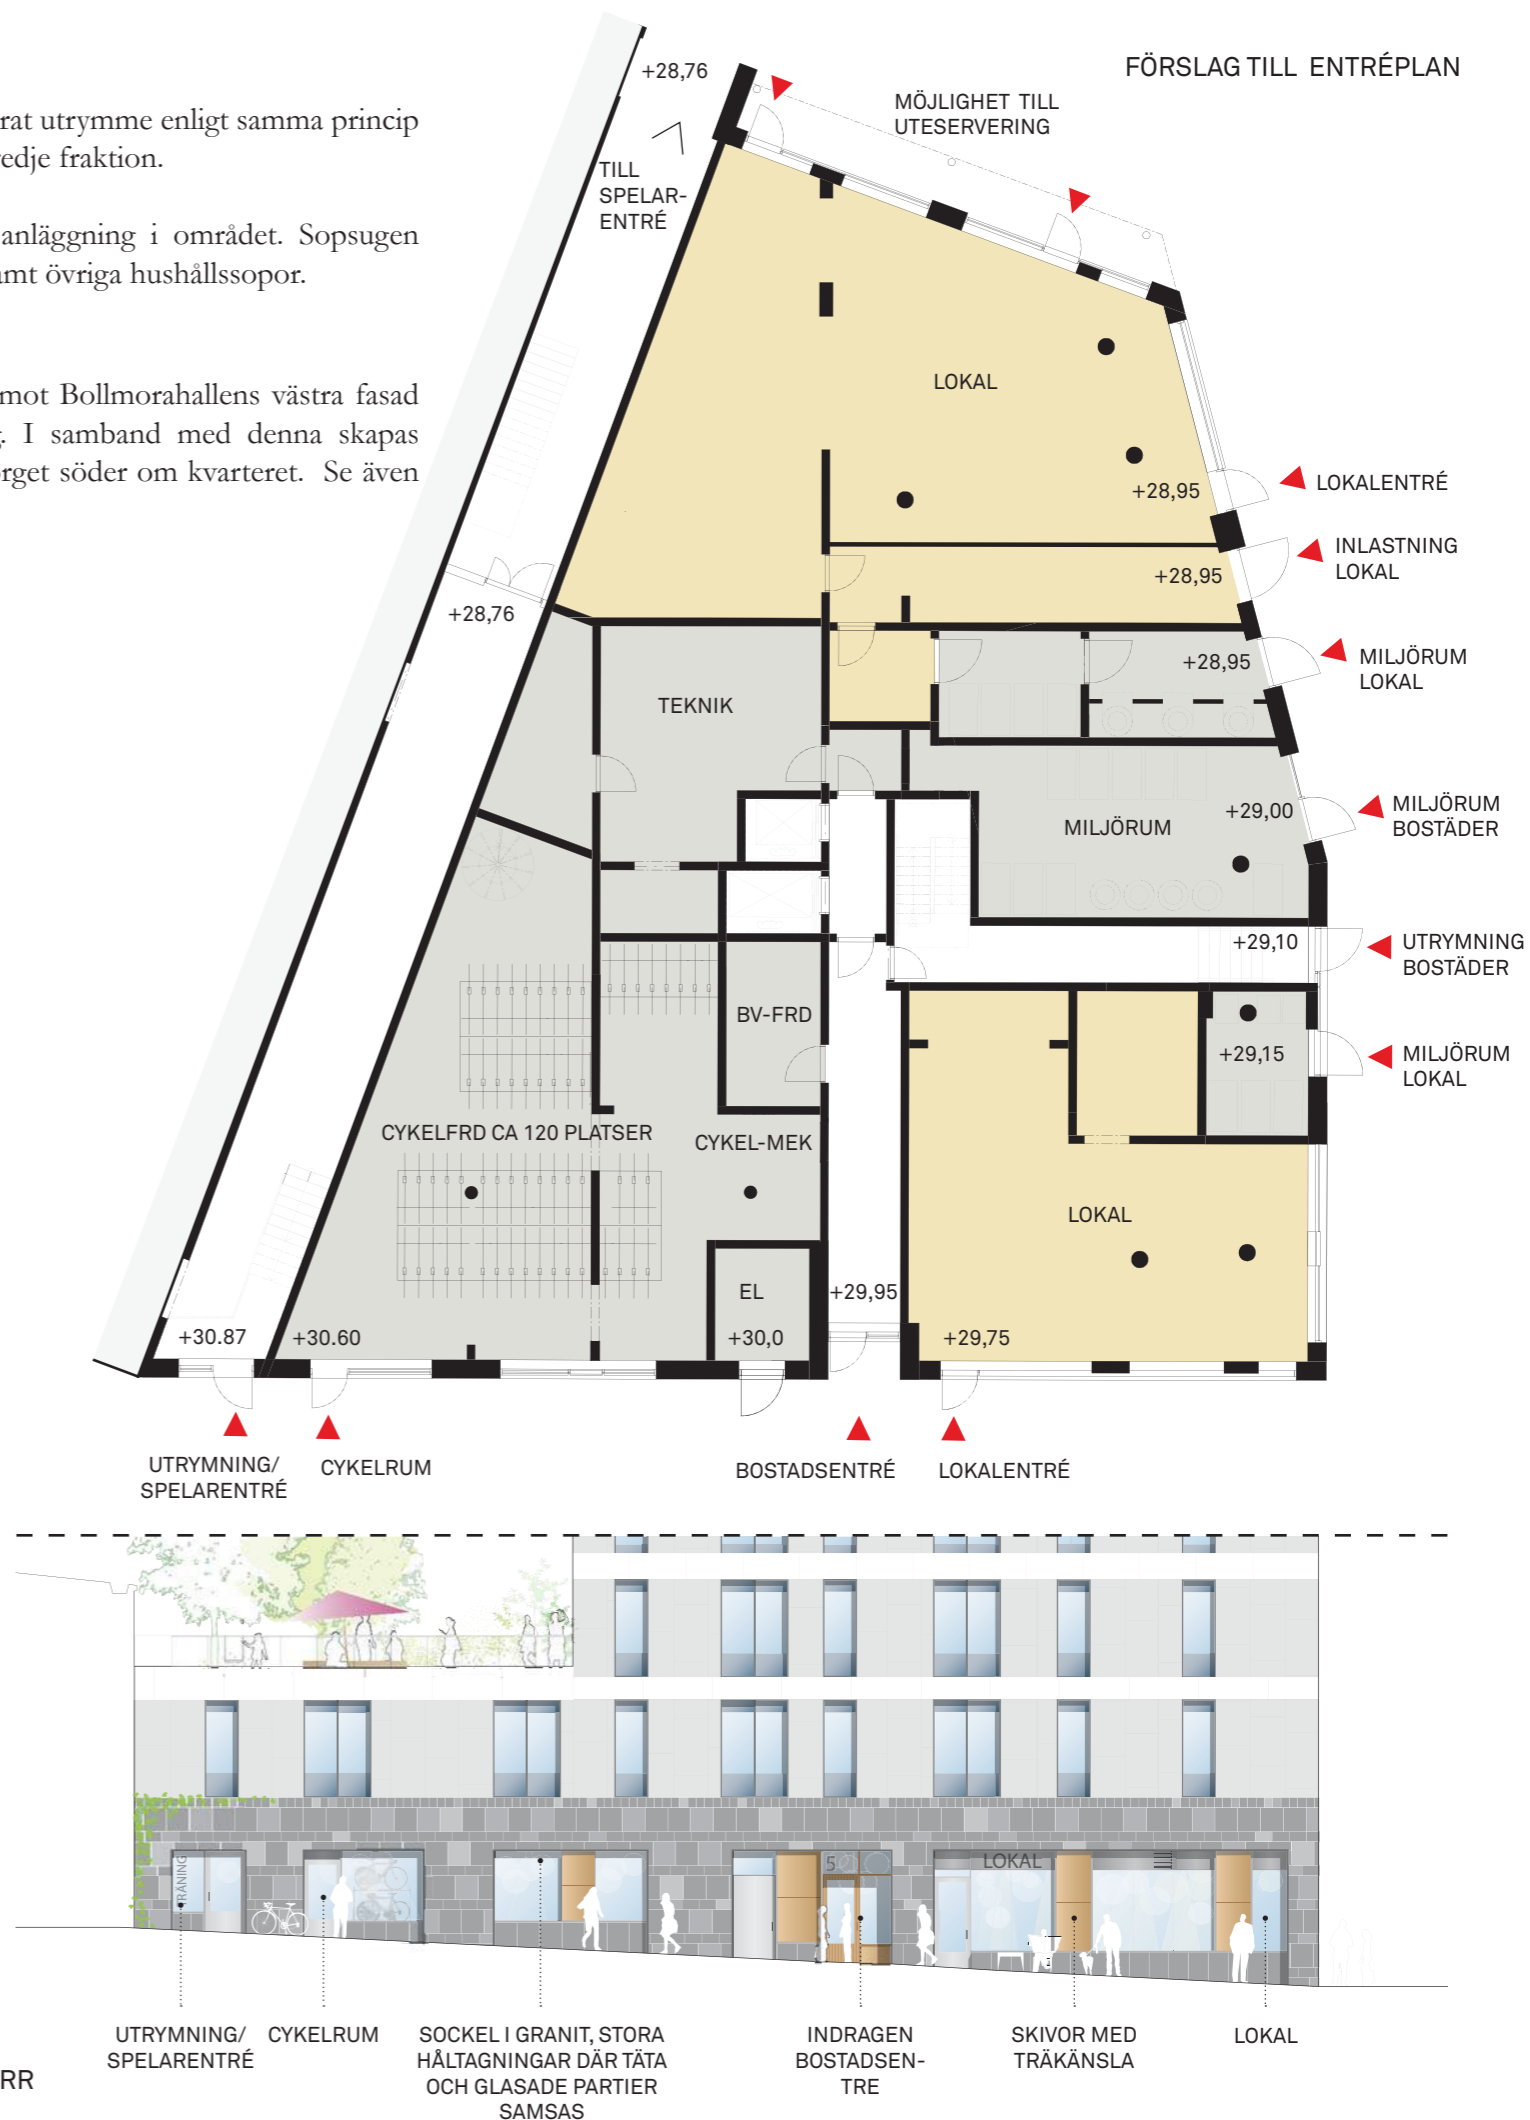 FÖRSLAG TILL ENTRÉPLAN
utrymme enligt samma princip
fraktion.
anläggning i området. Sopsugen
övriga hushållssopor.
mot Bollmorahallens västra fasad
I samband med denna skapas
söder om kvarteret. Se även
+28,76
MÖJLIGHET TILL
UTESERVERING
TILL
SPELAR-
ENTRÉ
LOKAL
+28,95
LOKALENTRÉ
INLASTNING
LOKAL
+28,95
+28,76
MILJÖRUM
LOKAL
+28,95
TEKNIK
MILJÖRUM
+29,00
MILJÖRUM
BOSTÄDER
+29,10
UTRYMNING
BOSTÄDER
BV-FRD
+29,15
MILJÖRUM
LOKAL
CYKELFRD CA 120 PLATSER
CYKEL-MEK
LOKAL
EL
+30,0
+29,95
+29,75
+30.87
+30.60
UTRYMNING/
SPELARENTRÉ
CYKELRUM
BOSTADSENTRÉ
LOKALENTRÉ
TRÄNING
5
LOKAL
UTRYMNING/
SPELARENTRÉ
CYKELRUM
SOCKEL I GRANIT, STORA
HÅLTAGNINGAR DÄR TÄTA
OCH GLASADE PARTIER
SAMSAS
INDRAGEN
BOSTADSEN-
TRE
SKIVOR MED
TRÄKÄNSLA
LOKAL